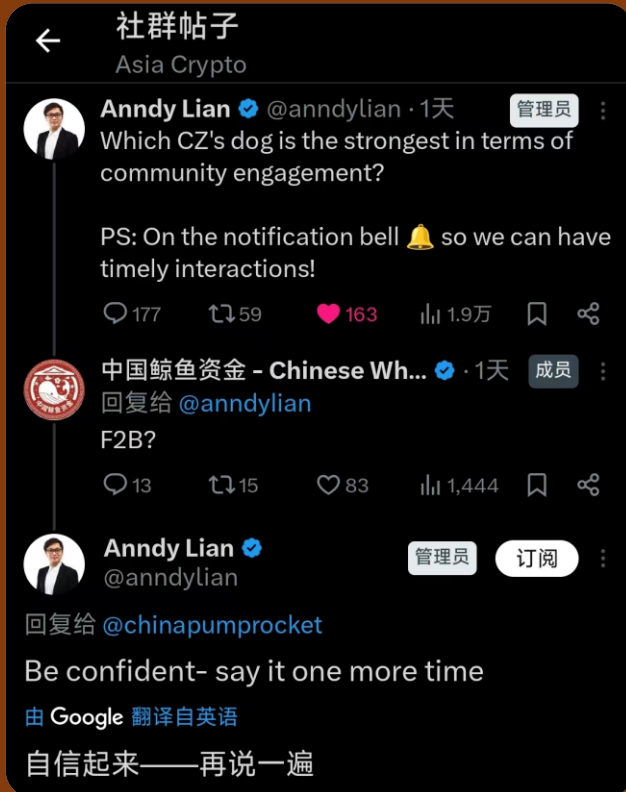 社群帖子
Asia Crypto
Anndy Lian @anndylian · 1天 管理员
Which CZ's dog is the strongest in terms of
community engagement?
PS: On the notification bell 🔔 so we can have
timely interactions!
177 59 163 1.9万
中国鲸鱼资金 - Chinese Wh... · 1天 成员
回复给 @anndylian
F2B?
13 15 83 1,444
Anndy Lian 管理员 订阅
@anndylian
回复给 @chinapumprocket
Be confident- say it one more time
由 Google 翻译自英语
自信起来——再说一遍